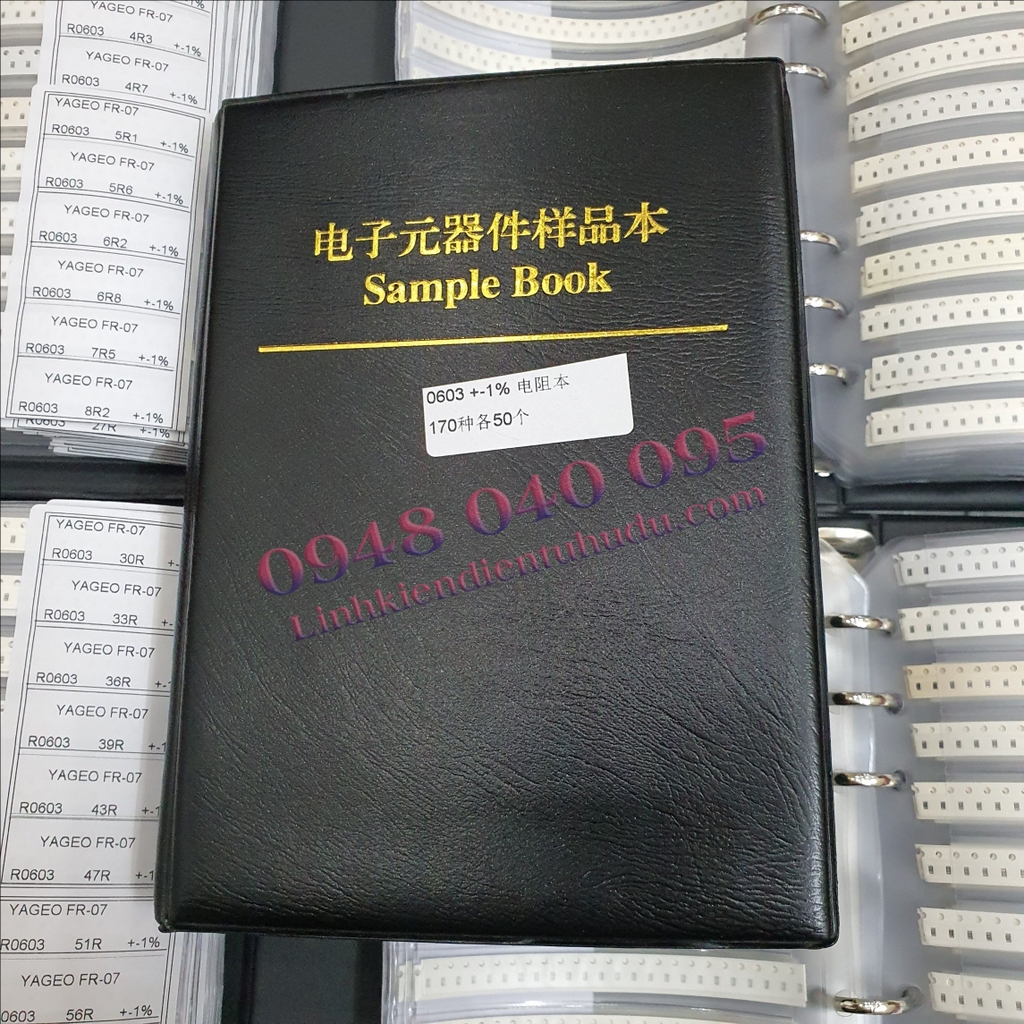 R0603 4R3 +-1%
YAGEO FR-07
4R7 +-1%
YAGEO FR-07
R0603 5R1 +-1%
YAGEO FR-07
R0603 5R6 +-1%
YAGEO FR-07
R0603 6R2 +-1%
YAGEO FR-07
R0603 6R8 +-1%
YAGEO FR-07
R0603 7R5 +-1%
YAGEO FR-07
R0603 8R2 +-1%
27R +-1%
电子元器件样品本
Sample Book
0603 +-1% 电阻本
170种各50个
0948 040 095
Linhkiendientuhudu.com
YAGEO FR-07
R0603 30R
YAGEO FR-07
R0603 33R
YAGEO FR-07
R0603 36R
YAGEO FR-07
R0603 39R +-1
YAGEO FR-07
R0603 43R +-1
YAGEO FR-07
R0603 47R +-1
YAGEO FR-07
R0603 51R +-1%
YAGEO FR-07
0603 56R +-1%